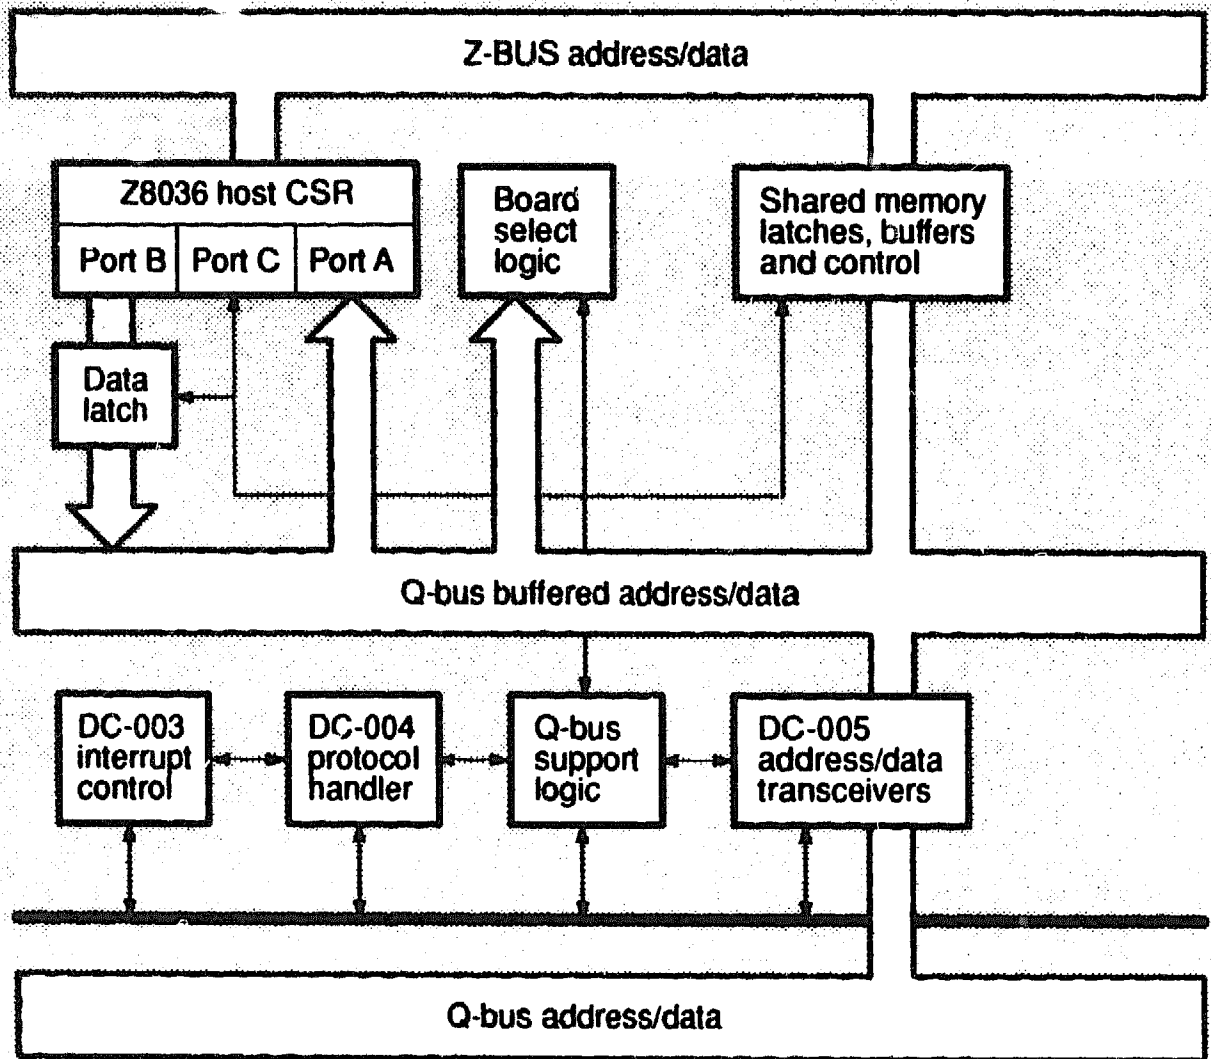 Z-BUS address/data
Z8036 host CSR
Port B Port C Port A
Board
select
logic
Shared memory
latches, buffers
and control
Data
latch
Q-bus buffered address/data
DC-003
interrupt
control
DC-004
protocol
handler
Q-bus
support
logic
DC-005
address/data
transceivers
Q-bus address/data